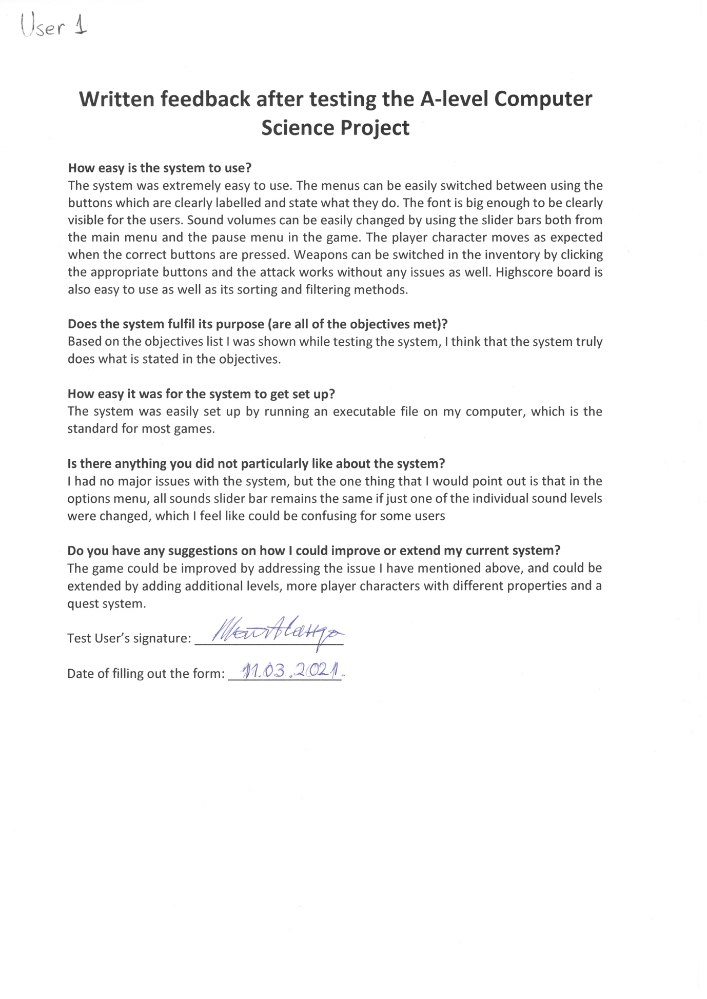 User 1
Written feedback after testing the A-level Computer
Science Project
How easy is the system to use?
The system was extremely easy to use. The menus can be easily switched between using the
buttons which are clearly labelled and state what they do. The font is big enough to be clearly
visible for the users. Sound volumes can be easily changed by using the slider bars both from
the main menu and the pause menu in the game. The player character moves as expected
when the correct buttons are pressed. Weapons can be switched in the inventory by clicking
the appropriate buttons and the attack works without any issues as well. Highscore board is
also easy to use as well as its sorting and filtering methods.
Does the system fulfil its purpose (are all of the objectives met)?
Based on the objectives list I was shown while testing the system, I think that the system truly
does what is stated in the objectives.
How easy it was for the system to get set up?
The system was easily set up by running an executable file on my computer, which is the
standard for most games.
Is there anything you did not particularly like about the system?
I had no major issues with the system, but the one thing that I would point out is that in the
options menu, all sounds slider bar remains the same if just one of the individual sound levels
were changed, which I feel like could be confusing for some users
Do you have any suggestions on how I could improve or extend my current system?
The game could be improved by addressing the issue I have mentioned above, and could be
extended by adding additional levels, more player characters with different properties and a
quest system.
Test User's signature:
Date of filling out the form: 11.03.2021.